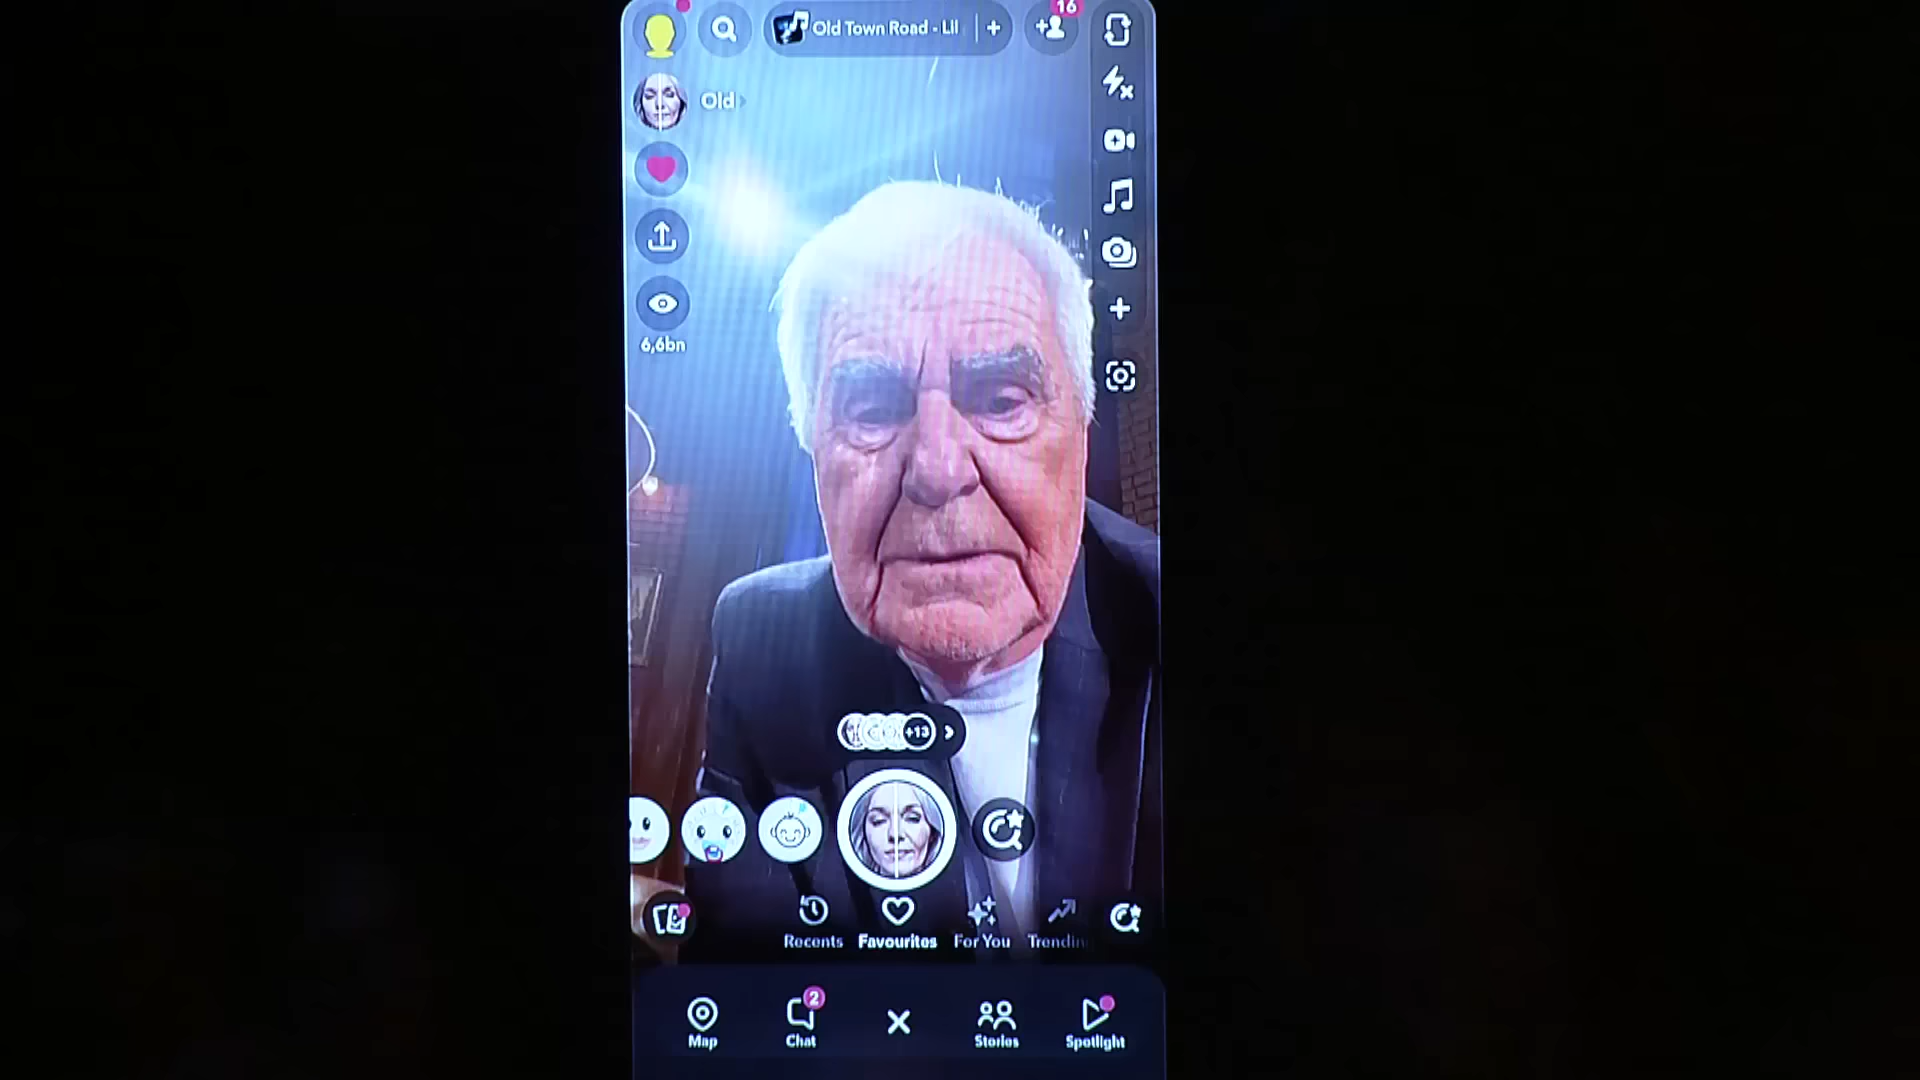 16
Old Town Road - Lil
Old
6,6bn
+13
Recents
Favourites
For You
Trendin
2
Map
Chat
Stories
Spotlight